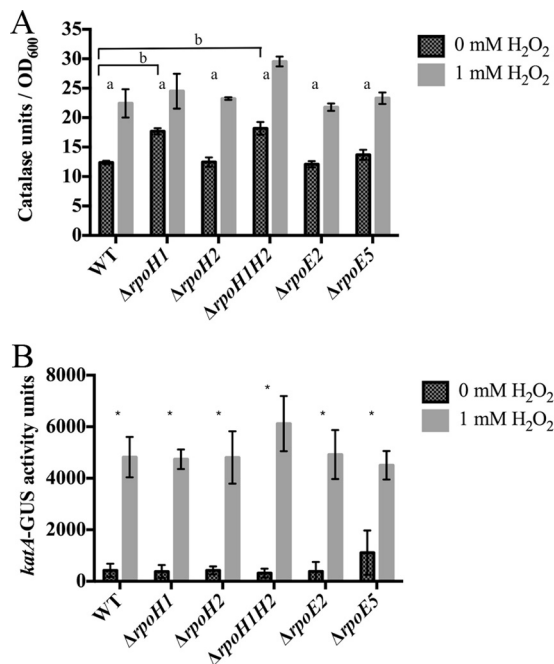 A
Catalase units / OD₆₀₀
35
30
25
20
15
10
5
0
b
b
a a a a a a
0 mM H₂O₂
1 mM H₂O₂
WT
ΔrpoH1
ΔrpoH2
ΔrpoH1H2
ΔrpoE2
ΔrpoE5
B
katA-GUS activity units
8000
6000
4000
2000
0
* * * * * *
0 mM H₂O₂
1 mM H₂O₂
WT
ΔrpoH1
ΔrpoH2
ΔrpoH1H2
ΔrpoE2
ΔrpoE5